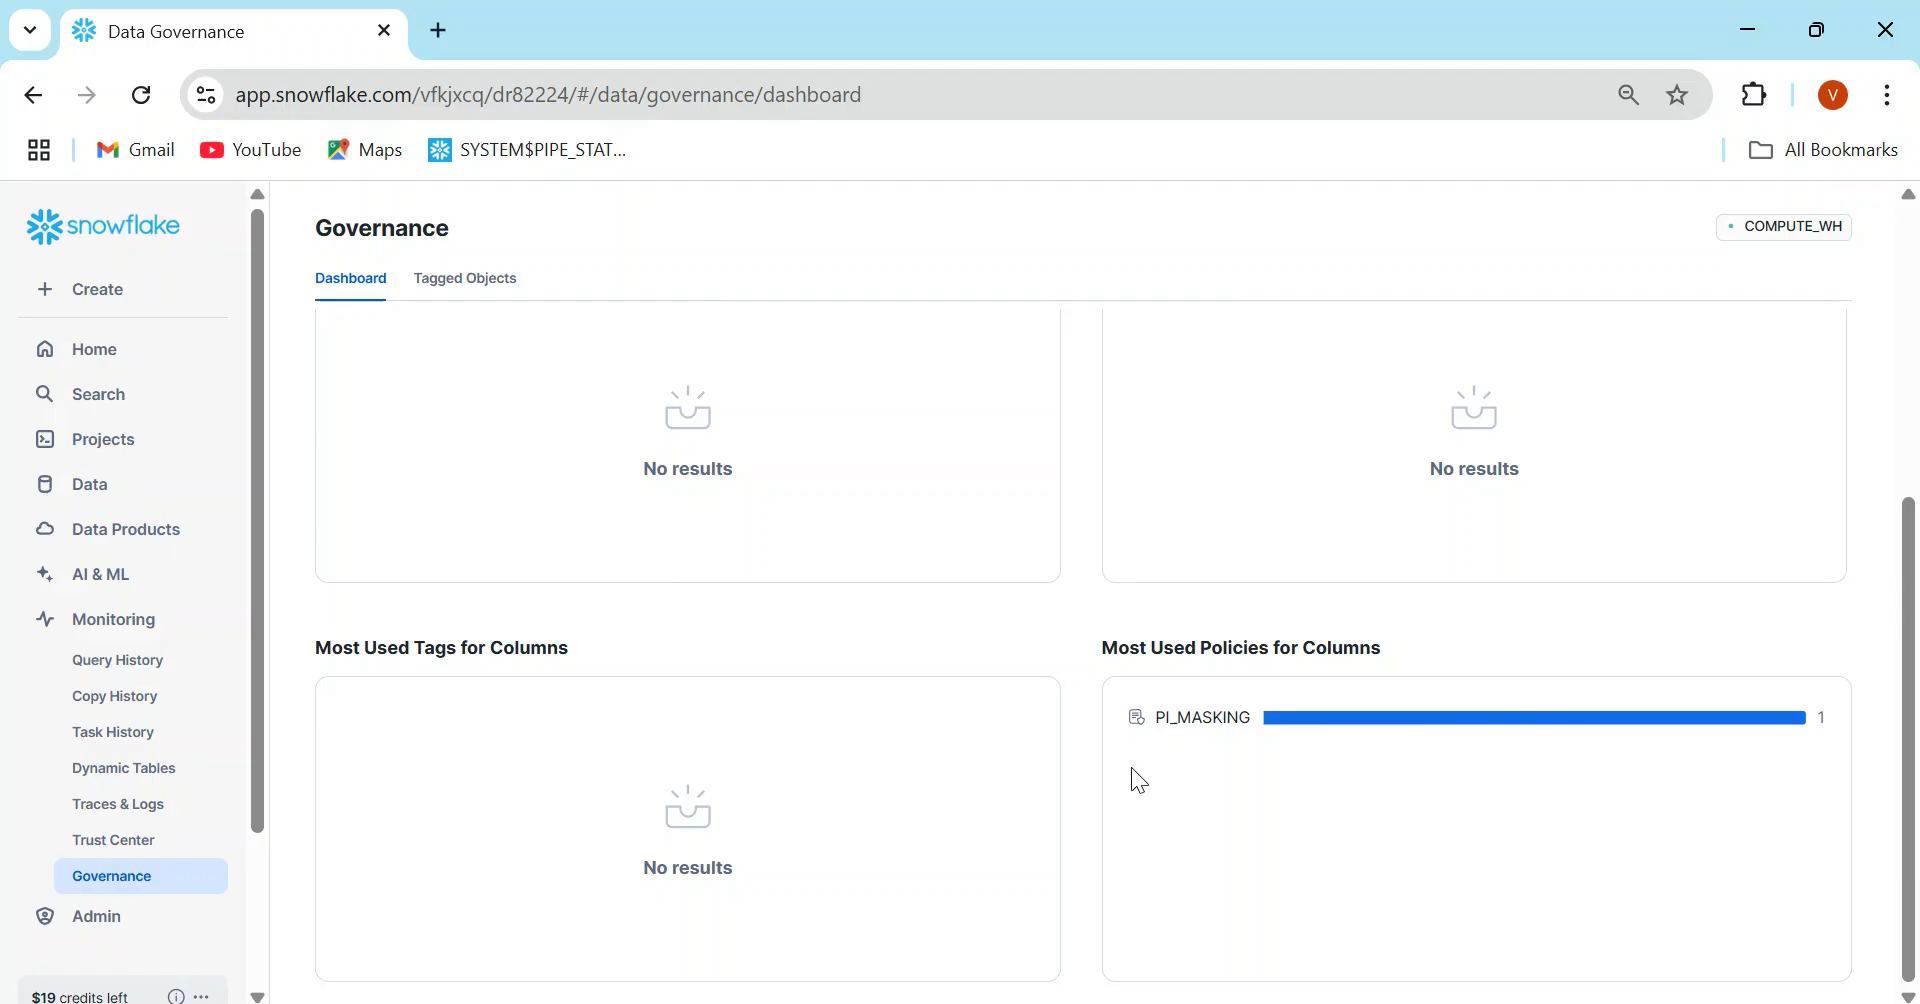 Data Governance
app.snowflake.com/vfkjxcq/dr82224/#/data/governance/dashboard
V
Gmail
YouTube
Maps
SYSTEM$PIPE_STAT...
All Bookmarks
snowflake
Create
Home
Search
Projects
Data
Data Products
AI & ML
Monitoring
Query History
Copy History
Task History
Dynamic Tables
Traces & Logs
Trust Center
Governance
Admin
$19 credits left
Governance
COMPUTE_WH
Dashboard
Tagged Objects
No results
No results
Most Used Tags for Columns
Most Used Policies for Columns
No results
PI_MASKING
1